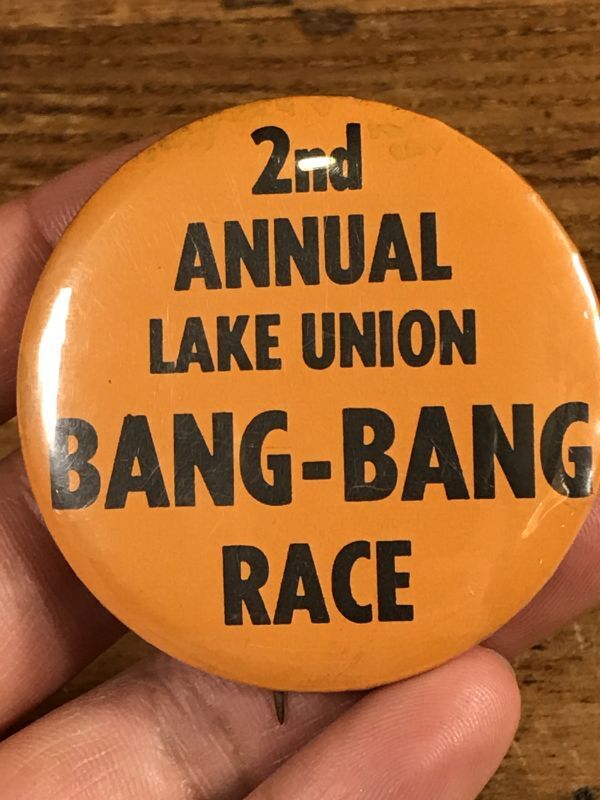 2nd
ANNUAL
LAKE UNION
BANG-BANG
RACE